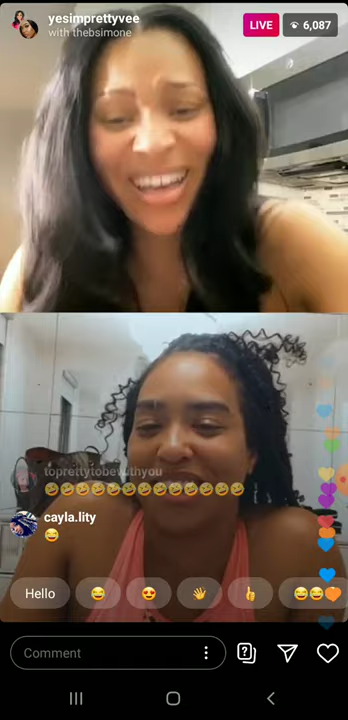 yesimprettyvee
with thebsimone
LIVE
6,087
toprettytobewithyou
🤣🤣🤣🤣🤣🤣🤣🤣🤣🤣🤣🤣🤣
cayla.lity
😂
Hello 😂 😍 👋 👍 😂😂🧡
Comment